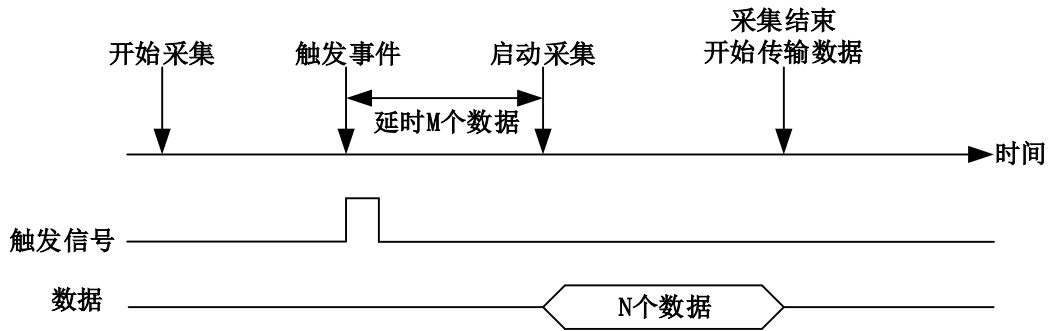 采集结束
开始采集
触发事件
启动采集
开始传输数据
延时M个数据
时间
触发信号
数据
N个数据